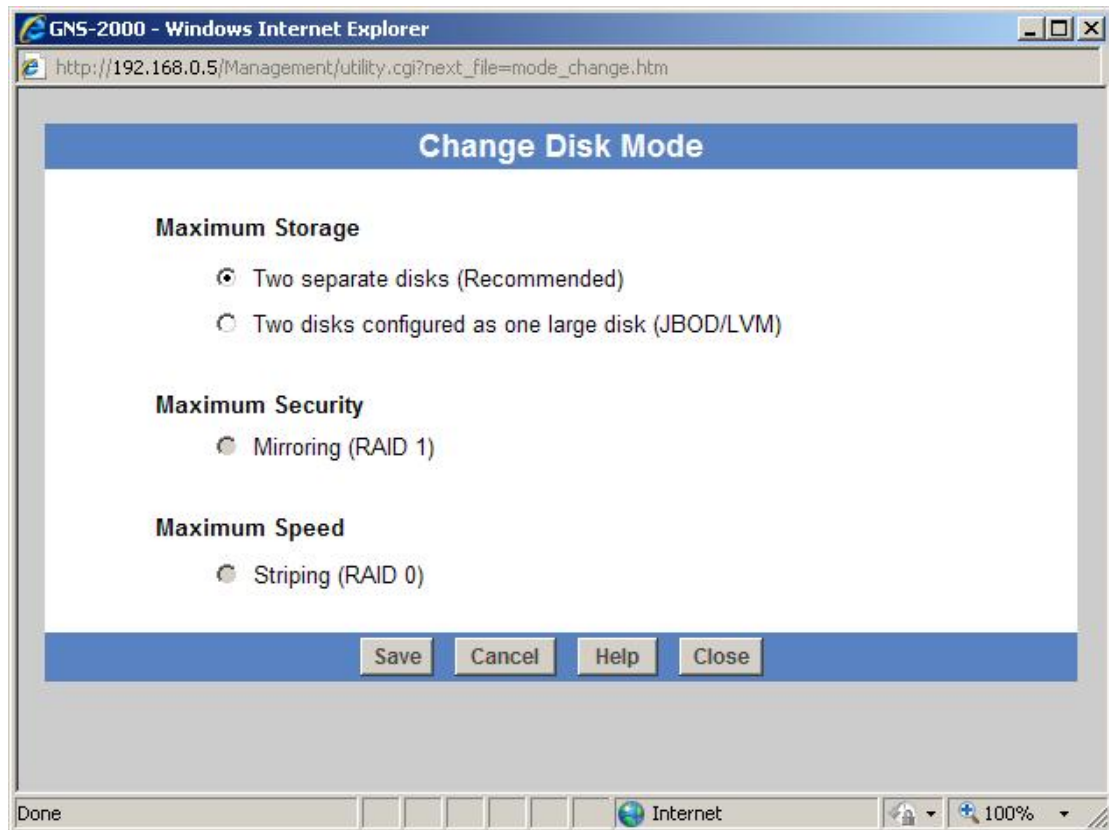 GNS-2000 - Windows Internet Explorer
http://192.168.0.5/Management/utility.cgi?next_file=mode_change.htm
Change Disk Mode
Maximum Storage
Two separate disks (Recommended)
Two disks configured as one large disk (JBOD/LVM)
Maximum Security
Mirroring (RAID 1)
Maximum Speed
Striping (RAID 0)
Save Cancel Help Close
Done Internet 100%